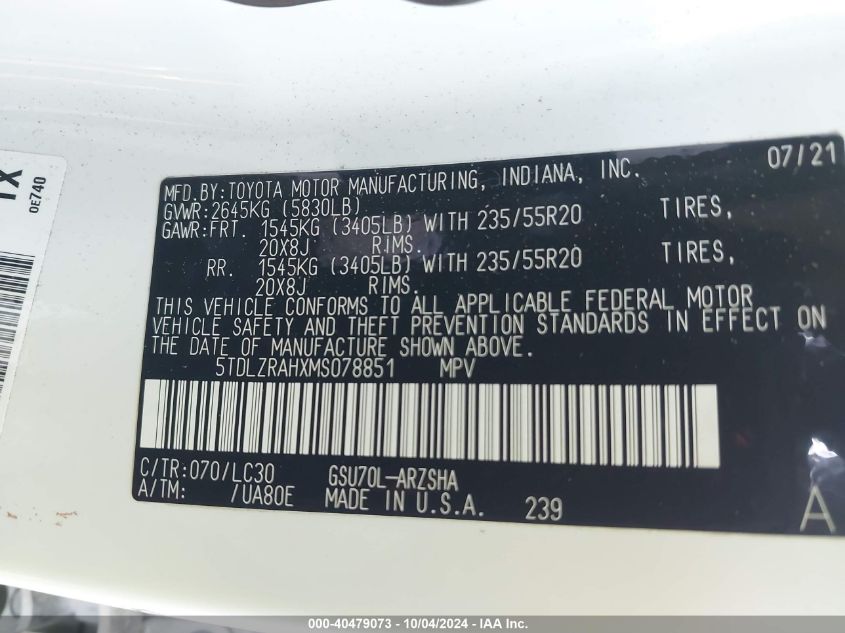 07/21
MFD.BY:TOYOTA MOTOR MANUFACTURING, INDIANA, INC.
GVWR:2645KG (5830LB)
GAWR:FRT. 1545KG (3405LB) WITH 235/55R20 TIRES,
20X8J RIMS.
RR. 1545KG (3405LB) WITH 235/55R20 TIRES,
20X8J RIMS.
THIS VEHICLE CONFORMS TO ALL APPLICABLE FEDERAL MOTOR
VEHICLE SAFETY AND THEFT PREVENTION STANDARDS IN EFFECT ON
THE DATE OF MANUFACTURE SHOWN ABOVE.
5TDLZRAHXMS078851 MPV
C/TR:070/LC30 GSU70L-ARZSHA
A/TM: /UA80E MADE IN U.S.A. 239
A
0E740
000-40479073 - 10/04/2024 - IAA Inc.